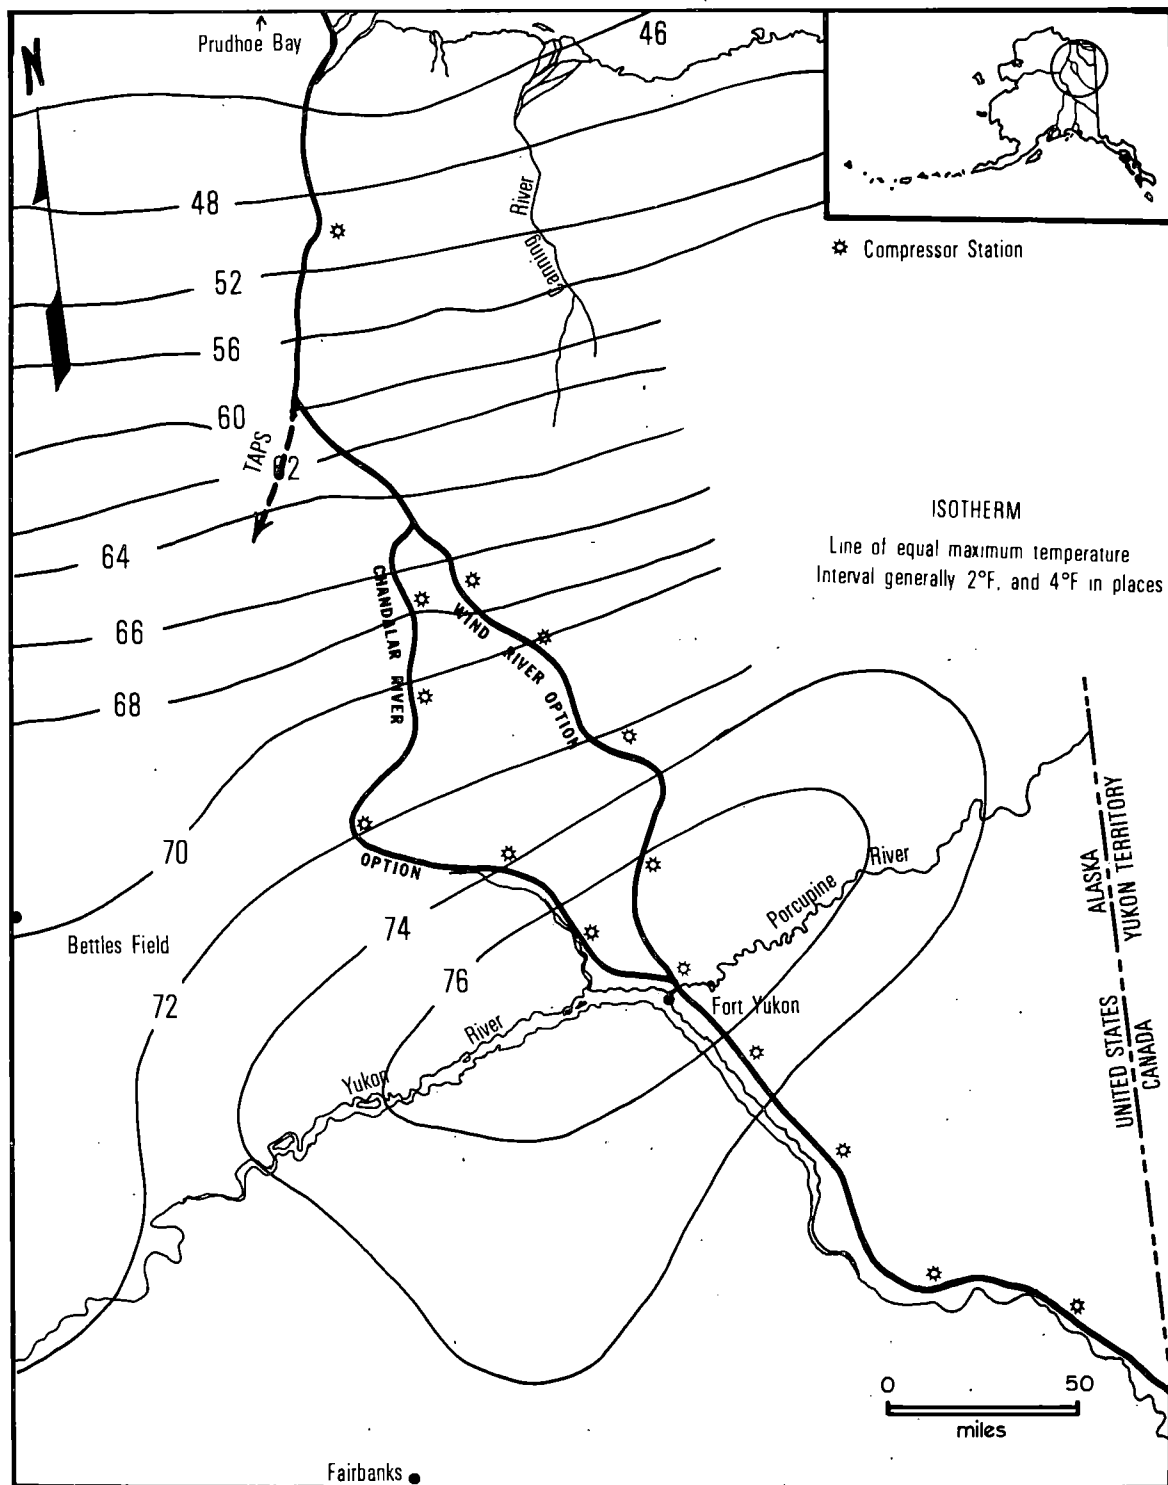 Prudhoe Bay
46
N
48
River
Canning
Compressor Station
52
56
60
TAPS
62
ISOTHERM
Line of equal maximum temperature
Interval generally 2°F, and 4°F in places
64
CHANDALAR RIVER
WIND RIVER OPTION
66
68
70
OPTION
Porcupine River
ALASKA
YUKON TERRITORY
74
Bettles Field
76
72
Fort Yukon
Yukon River
UNITED STATES
CANADA
0 50
miles
Fairbanks